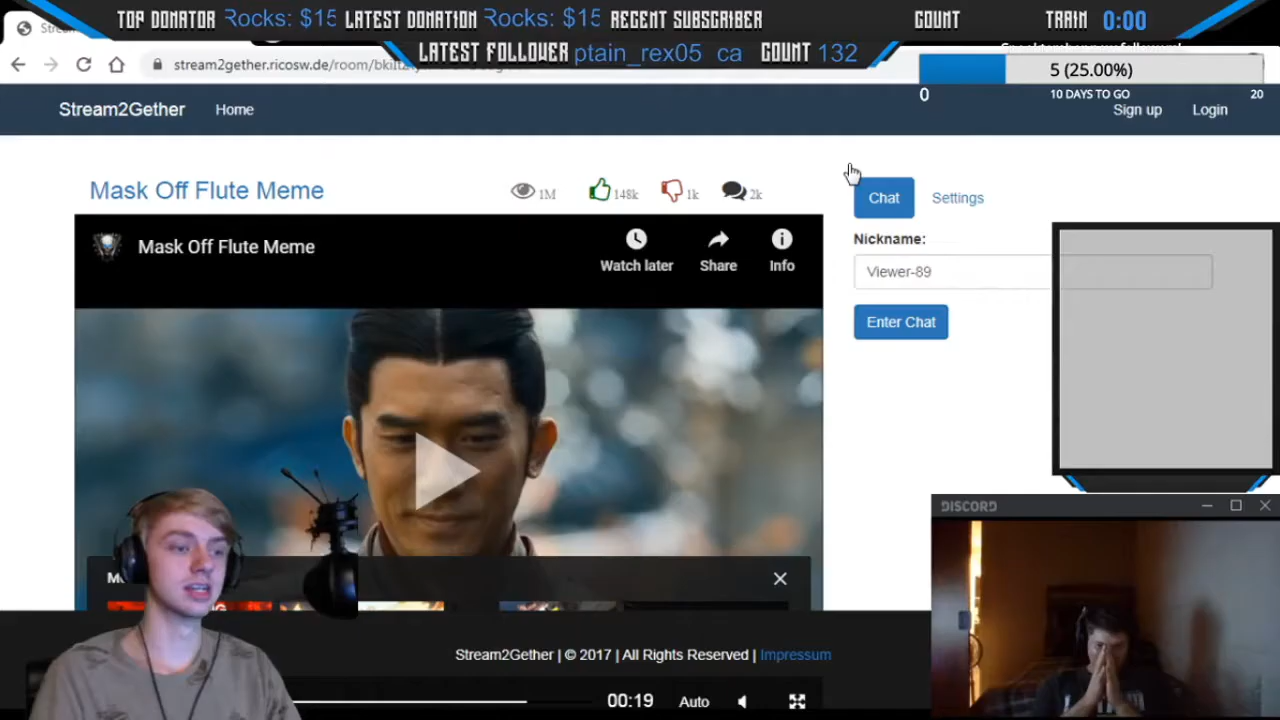 TOP DONATOR Rocks: $15 LATEST DONATION Rocks: $15 RECENT SUBSCRIBER COUNT TRAIN 0:00
LATEST FOLLOWER ptain_rex05 ca COUNT 132
stream2gether.ricosw.de/room/
5 (25.00%)
0 10 DAYS TO GO 20
Stream2Gether Home Sign up Login
Mask Off Flute Meme 1M 148k 1k 2k
Chat Settings
Mask Off Flute Meme
Watch later Share Info
Nickname:
Viewer-89
Enter Chat
DISCORD
Stream2Gether | © 2017 | All Rights Reserved | Impressum
00:19 Auto